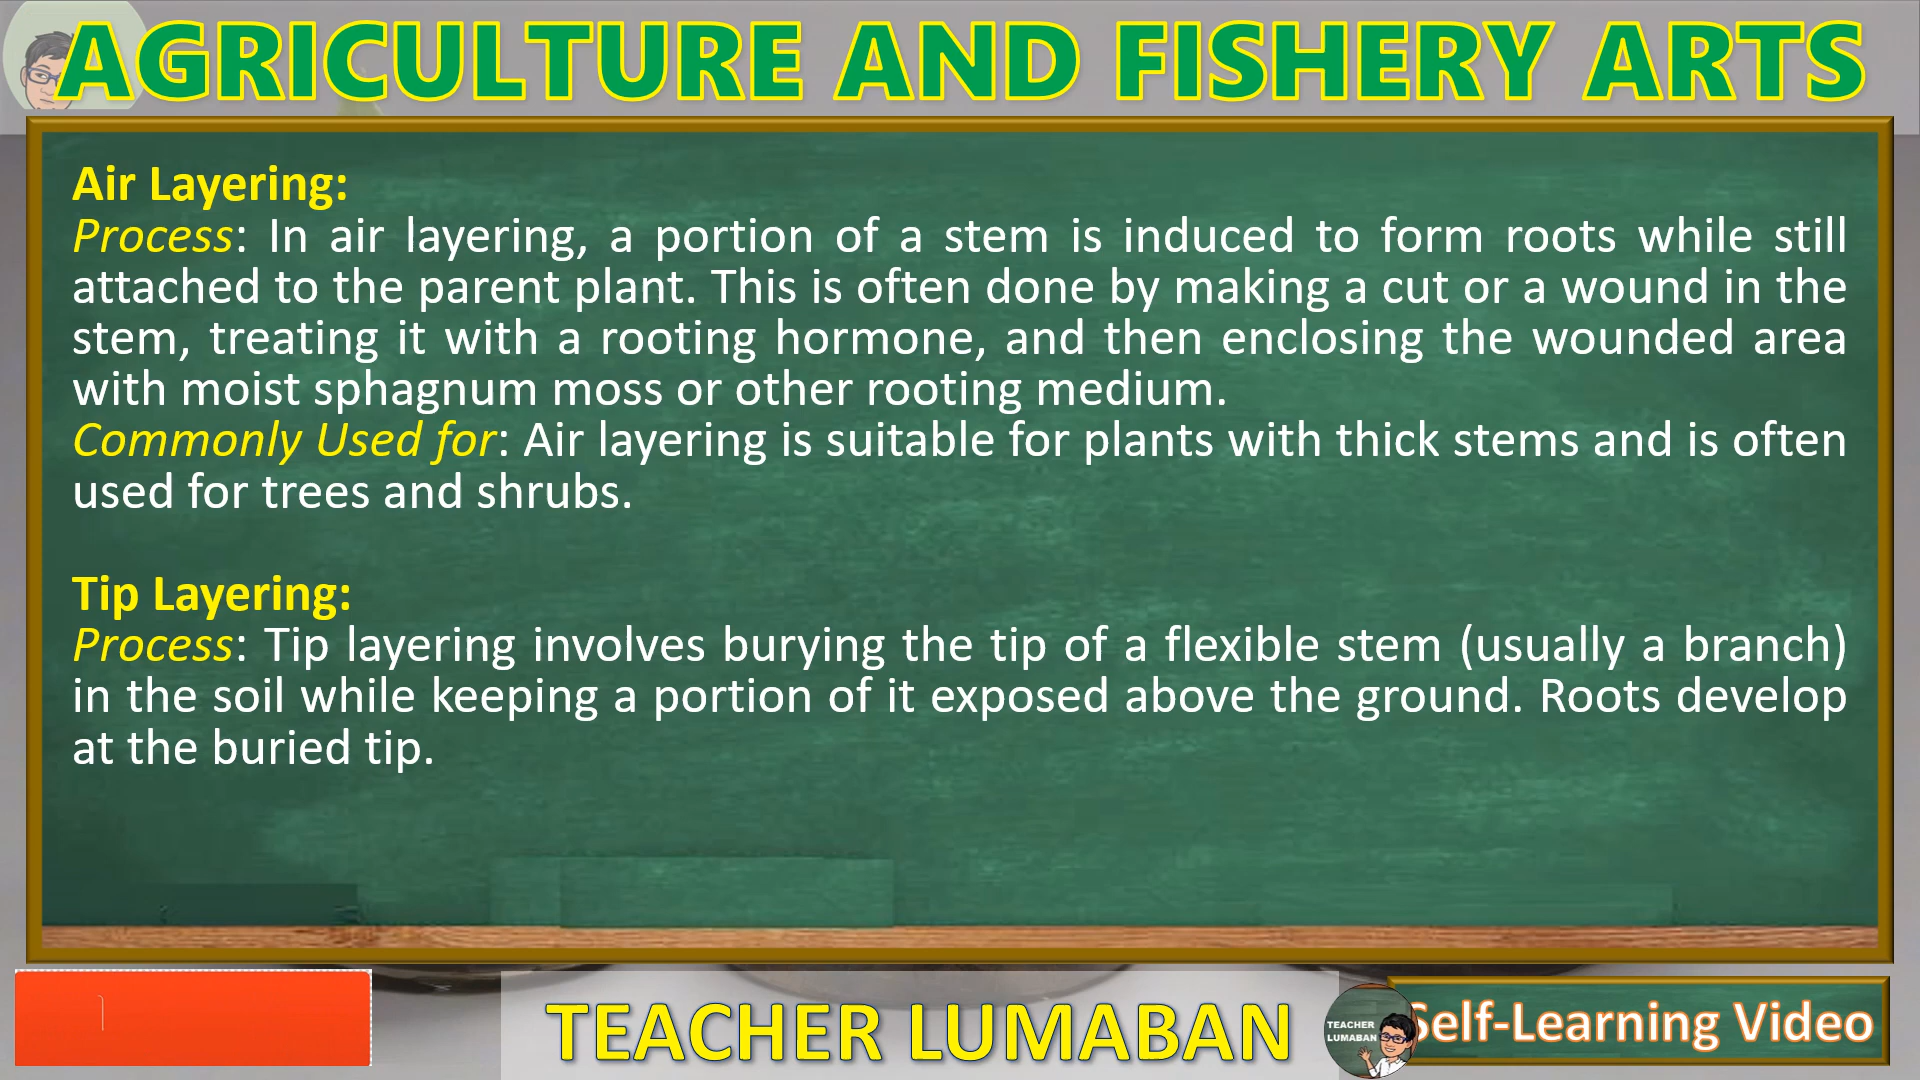 AGRICULTURE AND FISHERY ARTS
Air Layering:
Process: In air layering, a portion of a stem is induced to form roots while still
attached to the parent plant. This is often done by making a cut or a wound in the
stem, treating it with a rooting hormone, and then enclosing the wounded area
with moist sphagnum moss or other rooting medium.
Commonly Used for: Air layering is suitable for plants with thick stems and is often
used for trees and shrubs.
Tip Layering:
Process: Tip layering involves burying the tip of a flexible stem (usually a branch)
in the soil while keeping a portion of it exposed above the ground. Roots develop
at the buried tip.
TEACHER LUMABAN
TEACHER
LUMABAN
Self-Learning Video